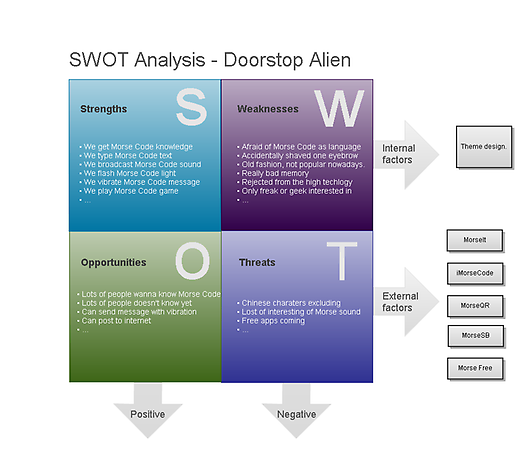 SWOT Analysis - Doorstop Alien
S
Strengths
• We get Morse Code knowledge
• We type Morse Code text
• We broadcast Morse Code sound
• We flash Morse Code light
• We vibrate Morse Code message
• We play Morse Code game
• ...
W
Weaknesses
• Afraid of Morse Code as language
• Accidentally shaved one eyebrow
• Old fashion, not popular nowadays.
• Really bad memory
• Rejected from the high techlogy
• Only freak or geek interested in
• ...
Internal
factors
Theme design.
O
Opportunities
• Lots of people wanna know Morse Code
• Lots of people doesn't know yet
• Can send message with vibration
• Can post to internet
• ...
T
Threats
• Chinese charaters excluding
• Lost of interesting of Morse sound
• Free apps coming
• ...
External
factors
MorseIt
iMorseCode
MorseQR
MorseSB
Morse Free
Positive
Negative